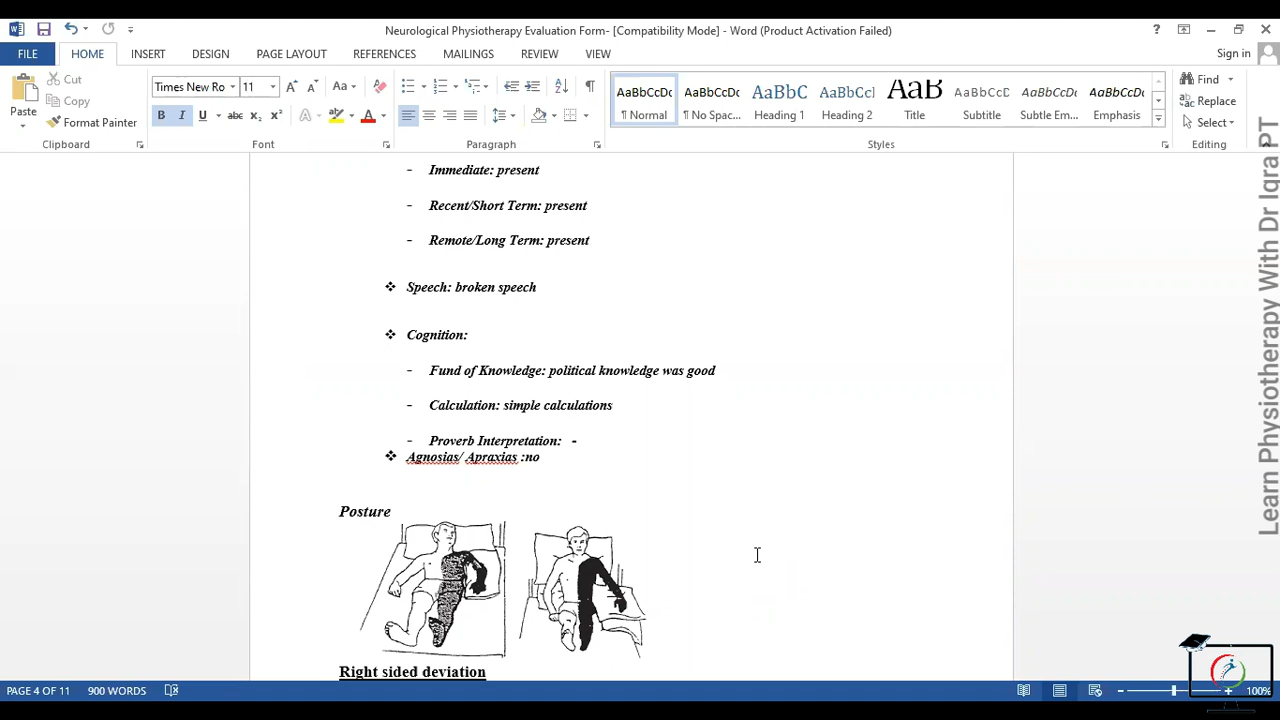 Neurological Physiotherapy Evaluation Form- [Compatibility Mode] - Word (Product Activation Failed)
FILE HOME INSERT DESIGN PAGE LAYOUT REFERENCES MAILINGS REVIEW VIEW Sign in
Paste
Cut
Copy
Format Painter
Clipboard
Times New Ro 11
Font
Paragraph
AaBbCcDc AaBbCcDc AaBbC AaBbCcl AaB AaBbCcD AaBbCcDc AaBbCcDc
¶ Normal ¶ No Spac... Heading 1 Heading 2 Title Subtitle Subtle Em... Emphasis
Styles
Find
Replace
Select
Editing
- Immediate: present
- Recent/Short Term: present
- Remote/Long Term: present
❖ Speech: broken speech
❖ Cognition:
- Fund of Knowledge: political knowledge was good
- Calculation: simple calculations
- Proverb Interpretation: -
❖ Agnosias/ Apraxias :no
Posture
Right sided deviation
Learn Physiotherapy With Dr Iqra PT
PAGE 4 OF 11 900 WORDS 100%